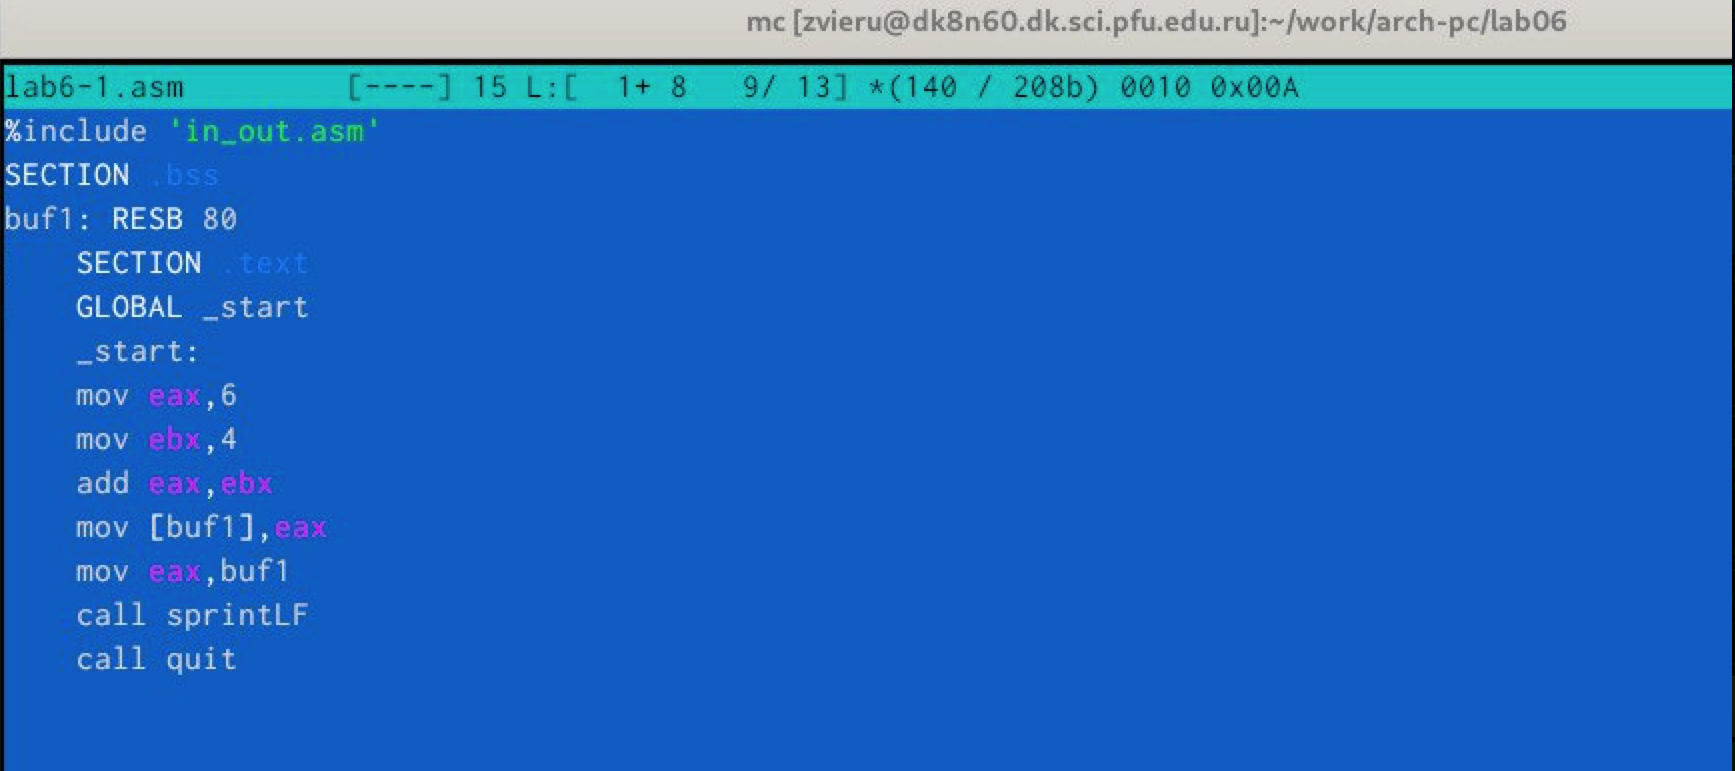 mc [zvieru@dk8n60.dk.sci.pfu.edu.ru]:~/work/arch-pc/lab06
lab6-1.asm [----] 15 L:[ 1+ 8 9/ 13] *(140 / 208b) 0010 0x00A
%include 'in_out.asm'
SECTION .bss
buf1: RESB 80
SECTION .text
GLOBAL _start
_start:
mov eax,6
mov ebx,4
add eax,ebx
mov [buf1],eax
mov eax,buf1
call sprintLF
call quit